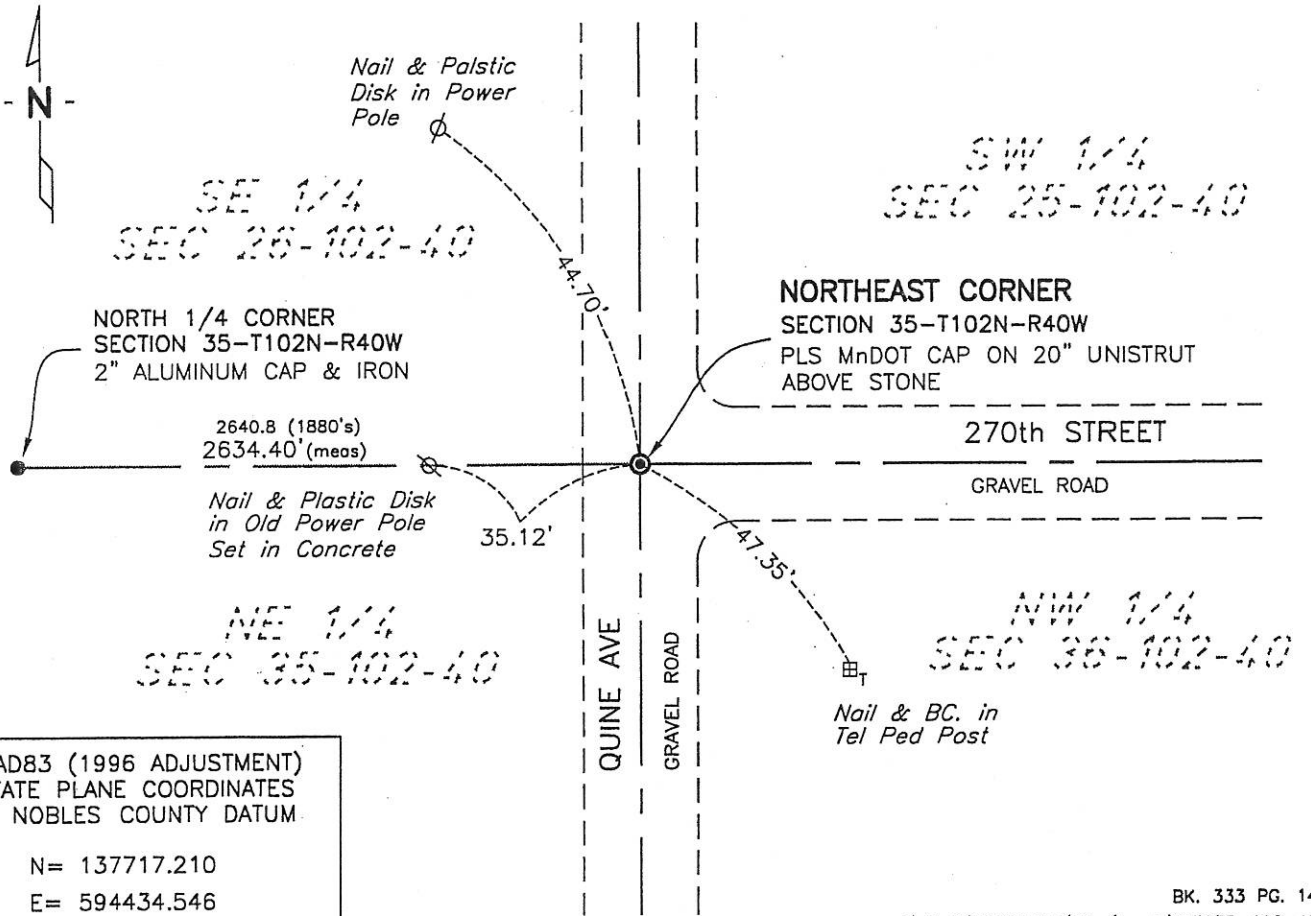 - N -
Nail & Palstic
Disk in Power
Pole
SE 1/4
SEC 26-102-40
SW 1/4
SEC 25-102-40
44.70'
NORTH 1/4 CORNER
SECTION 35-T102N-R40W
2" ALUMINUM CAP & IRON
NORTHEAST CORNER
SECTION 35-T102N-R40W
PLS MnDOT CAP ON 20" UNISTRUT
ABOVE STONE
2640.8 (1880's)
2634.40' (meas)
270th STREET
GRAVEL ROAD
Nail & Plastic Disk
in Old Power Pole
Set in Concrete
35.12'
47.35'
NE 1/4
SEC 35-102-40
NW 1/4
SEC 36-102-40
QUINE AVE
GRAVEL ROAD
T
Nail & BC. in
Tel Ped Post
AD83 (1996 ADJUSTMENT)
ATE PLANE COORDINATES
NOBLES COUNTY DATUM
N= 137717.210
E= 594434.546
BK. 333 PG. 14